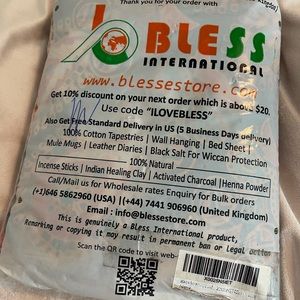 Thank you for your order with
BLESS
INTERNATIONAL
www.blessestore.com
Get 10% discount on your next order which is above $20,
Use code "ILOVEBLESS"
Also Get Free Standard Delivery in US (5 Business Days delivery)
100% Cotton Tapestries | Wall Hanging | Bed Sheet |
Mule Mugs | Leather Diaries | Black Salt For Wiccan Protection
100% Natural
Incense Sticks | Indian Healing Clay | Activated Charcoal | Henna Powder
Call/Mail us for Wholesale rates Enquiry for Bulk orders
(+1)646 5862960 (USA) | (+44) 7441 906960 (United Kingdom)
Email : info@blessestore.com
This is genuinely a Bless International product,
Remarking or copying it may result in permanent ban or legal action
Scan the QR code to visit web-